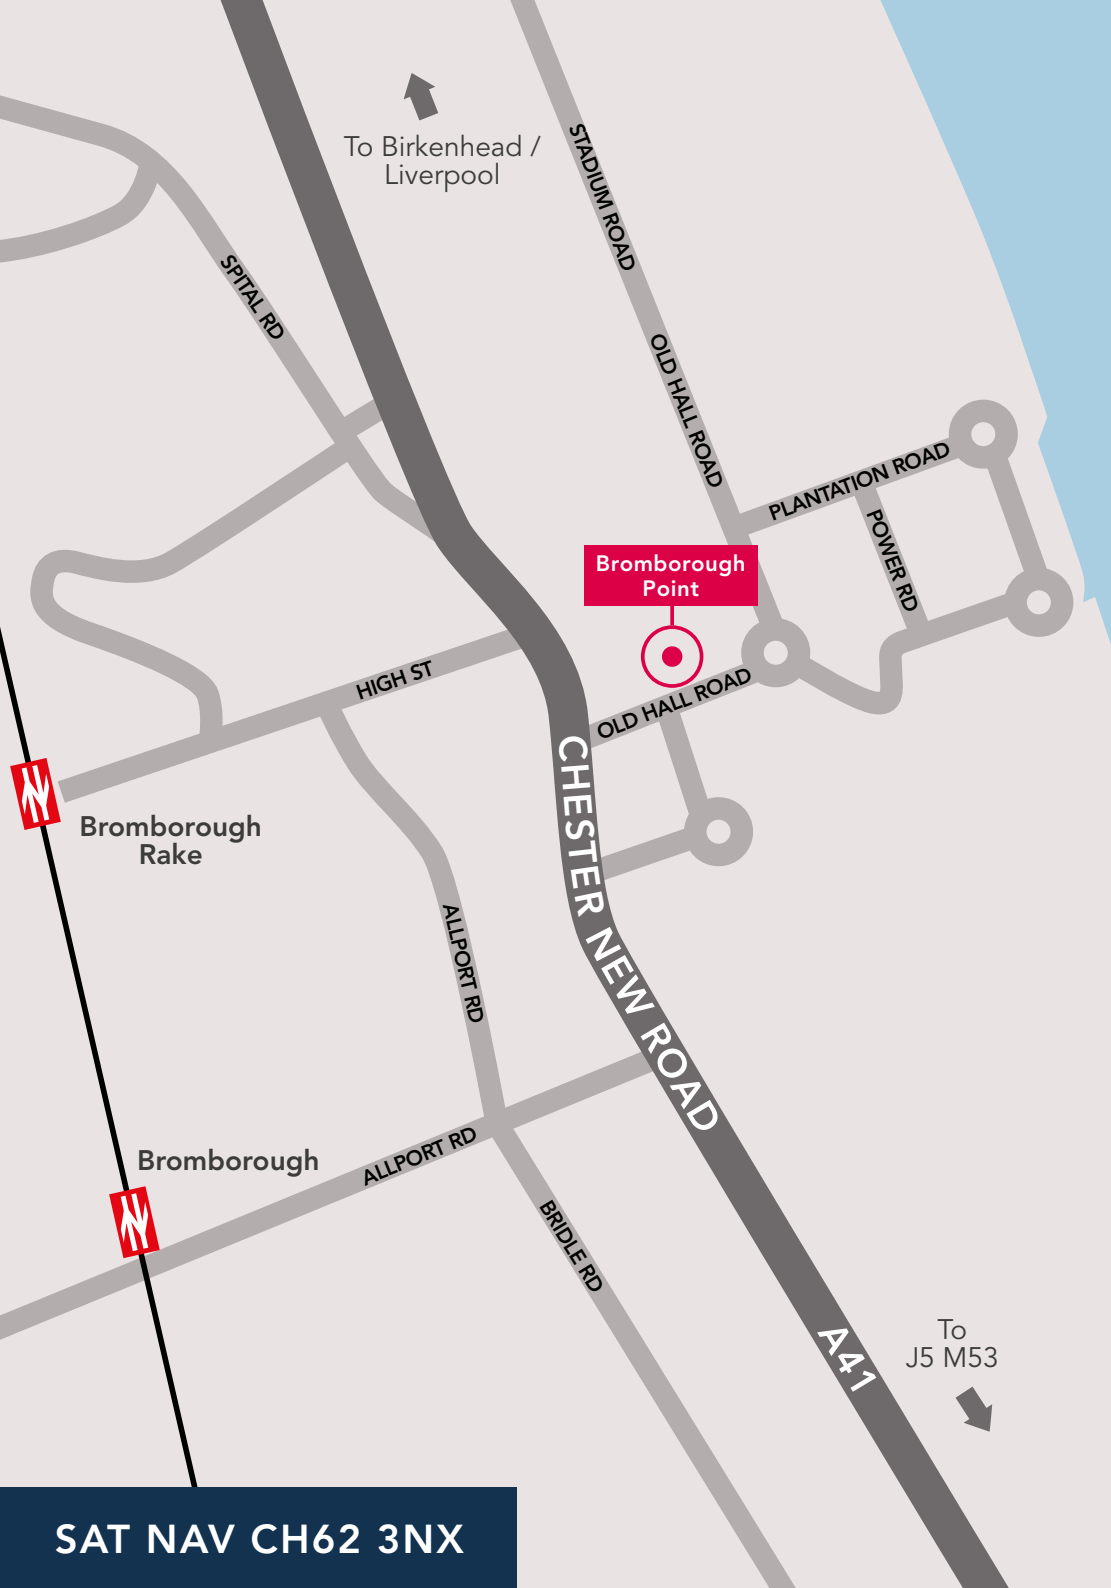 To Birkenhead /
Liverpool
STADIUM ROAD
SPITAL RD
OLD HALL ROAD
PLANTATION ROAD
POWER RD
Bromborough
Point
HIGH ST
OLD HALL ROAD
CHESTER NEW ROAD
Bromborough
Rake
ALLPORT RD
Bromborough
ALLPORT RD
BRIDLE RD
A41
To
J5 M53
SAT NAV CH62 3NX